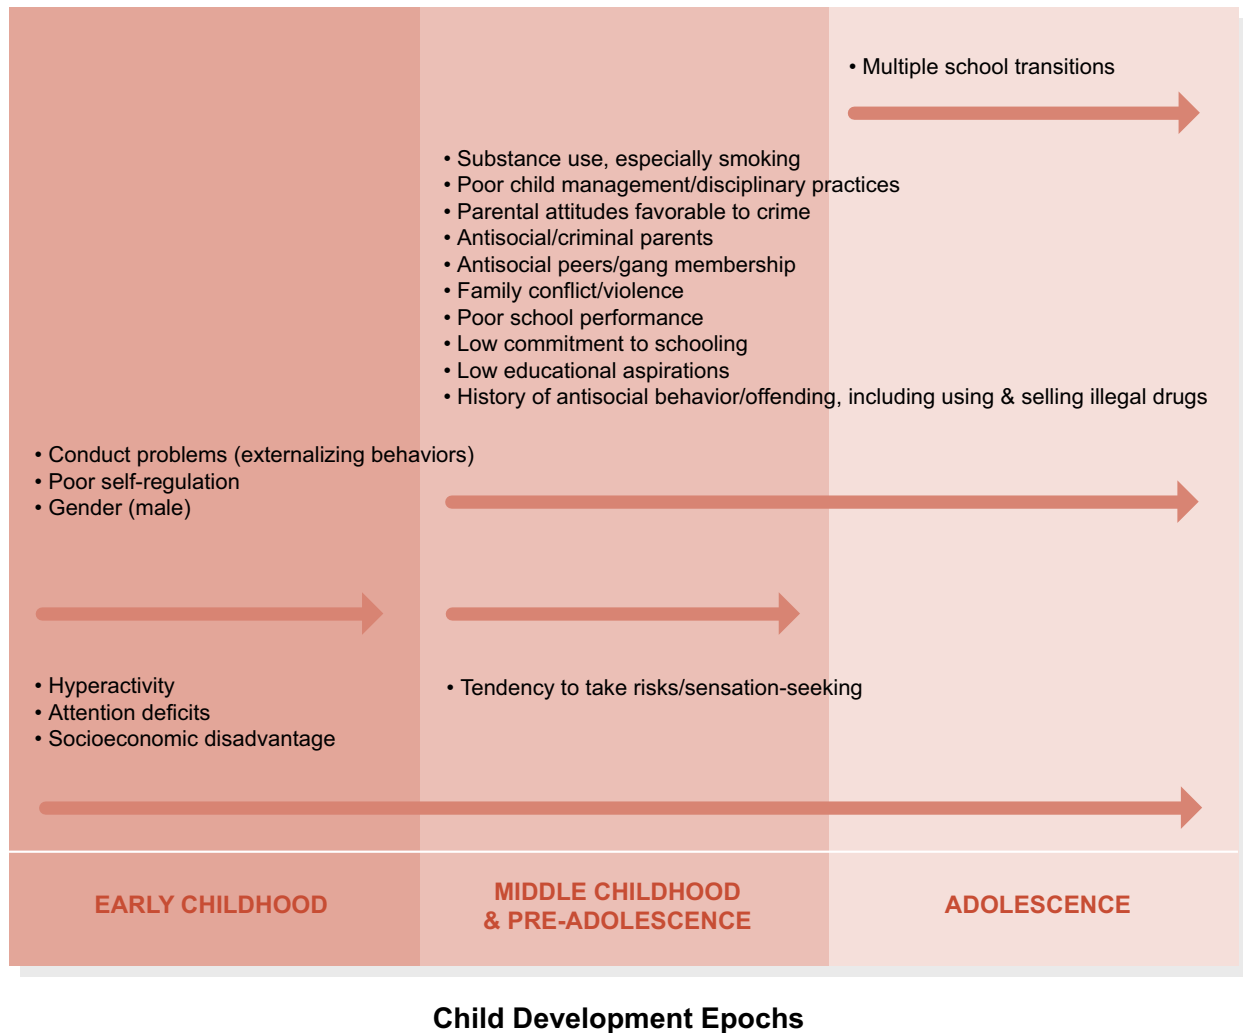 • Multiple school transitions
• Substance use, especially smoking
• Poor child management/disciplinary practices
• Parental attitudes favorable to crime
• Antisocial/criminal parents
• Antisocial peers/gang membership
• Family conflict/violence
• Poor school performance
• Low commitment to schooling
• Low educational aspirations
• History of antisocial behavior/offending, including using & selling illegal drugs
• Conduct problems (externalizing behaviors)
• Poor self-regulation
• Gender (male)
• Hyperactivity
• Attention deficits
• Socioeconomic disadvantage
• Tendency to take risks/sensation-seeking
EARLY CHILDHOOD
MIDDLE CHILDHOOD
& PRE-ADOLESCENCE
ADOLESCENCE
Child Development Epochs